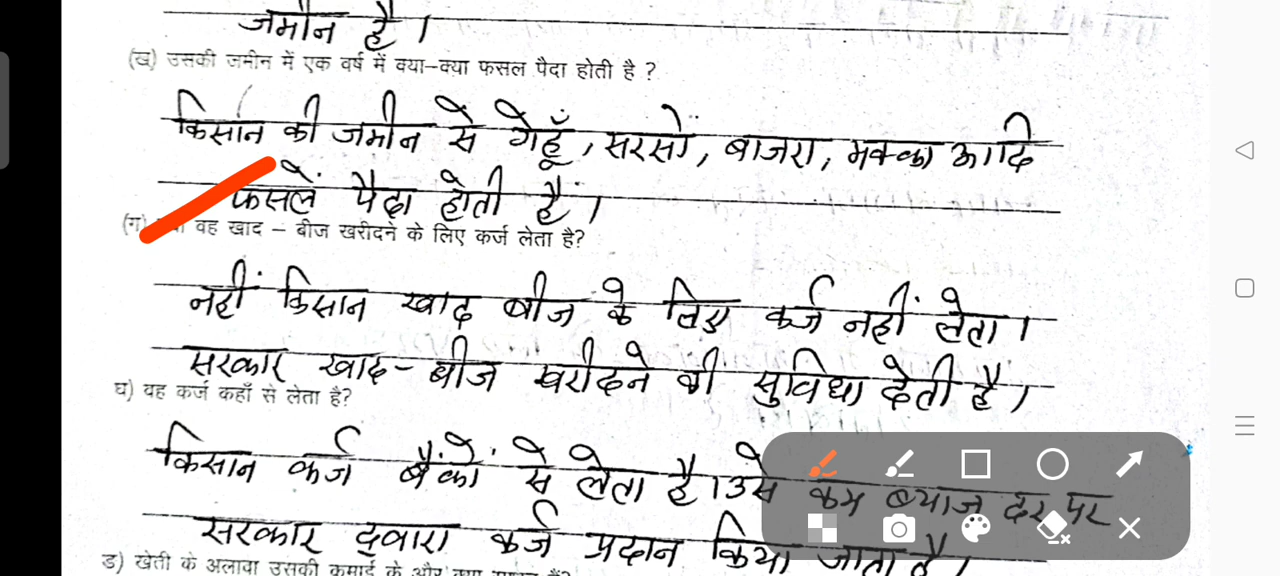 जमीन है।
(ख) उसकी जमीन में एक वर्ष में क्या-क्या फसल पैदा होती है ?
किसान की जमीन से गेहूँ, सरसों, बाजरा, मक्का आदि
फसलें पैदा होती हैं।
(ग) वह खाद – बीज खरीदने के लिए कर्ज लेता है?
नहीं किसान खाद बीज के लिए कर्ज नहीं लेता।
सरकार खाद-बीज खरीदने की सुविधा देती है।
घ) वह कर्ज कहाँ से लेता है?
किसान कर्ज बैंकों से लेता है। उसे कम ब्याज दर पर
सरकार द्वारा कर्ज प्रदान किया जाता है।
ड) खेती के अलावा उसकी कमाई के और क्या